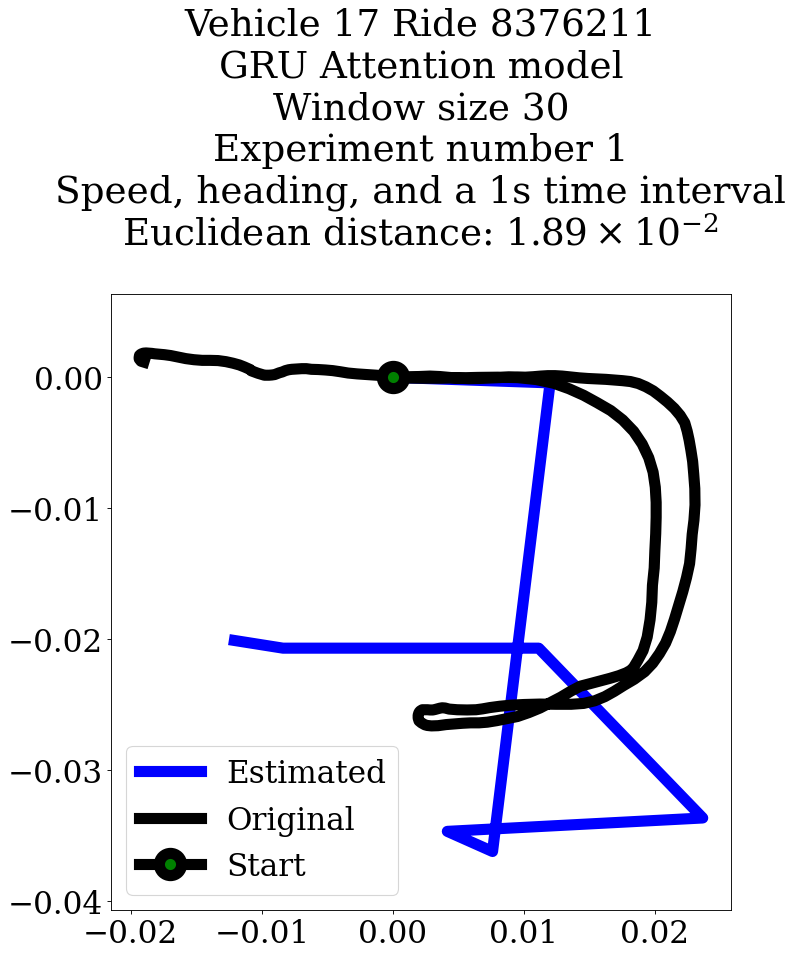 Vehicle 17 Ride 8376211
GRU Attention model
Window size 30
Experiment number 1
Speed, heading, and a 1s time interval
Euclidean distance: 1.89 × 10⁻²
0.00
−0.01
−0.02
−0.03
−0.04
Estimated
Original
Start
−0.02 −0.01 0.00 0.01 0.02